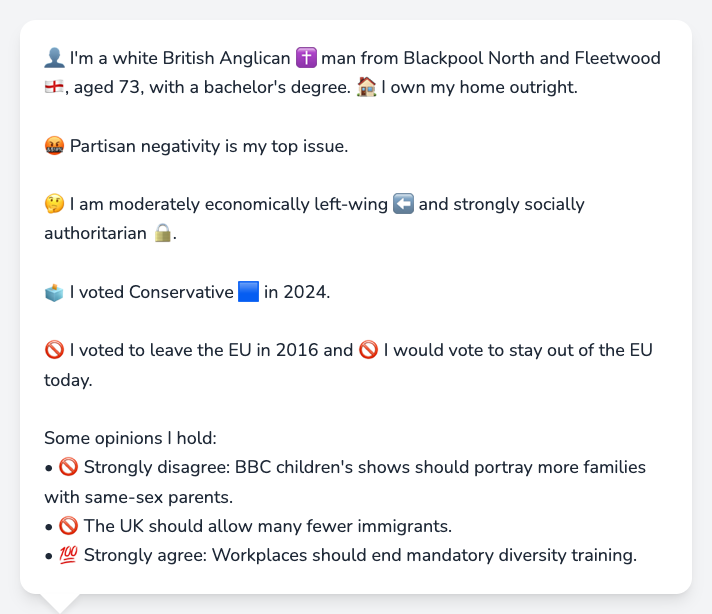 👤 I'm a white British Anglican ✝️ man from Blackpool North and Fleetwood
🏴󠁧󠁢󠁥󠁮󠁧󠁿, aged 73, with a bachelor's degree. 🏠 I own my home outright.
🤬 Partisan negativity is my top issue.
🤔 I am moderately economically left-wing ⬅️ and strongly socially
authoritarian 🔒.
🗳️ I voted Conservative 🟦 in 2024.
🚫 I voted to leave the EU in 2016 and 🚫 I would vote to stay out of the EU
today.
Some opinions I hold:
• 🚫 Strongly disagree: BBC children's shows should portray more families
with same-sex parents.
• 🚫 The UK should allow many fewer immigrants.
• 💯 Strongly agree: Workplaces should end mandatory diversity training.